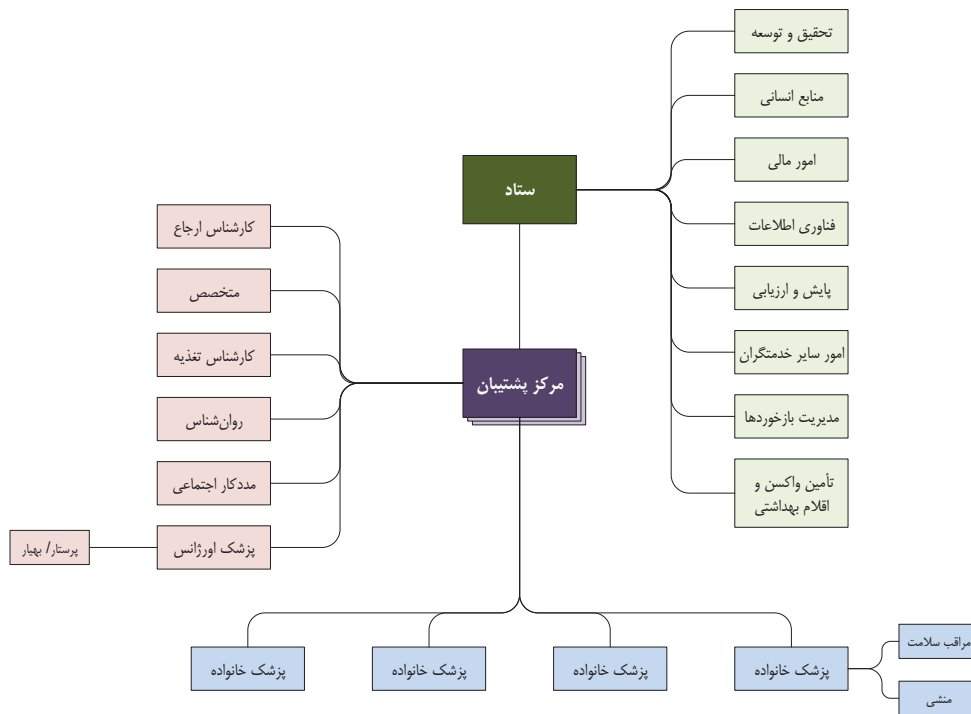 تحقیق و توسعه
منابع انسانی
امور مالی
فناوری اطلاعات
پایش و ارزیابی
امور سایر خدمتگران
مدیریت بازخوردها
تأمین واکسن و
اقلام بهداشتی
ستاد
مرکز پشتیبان
کارشناس ارجاع
متخصص
کارشناس تغذیه
روان‌شناس
مددکار اجتماعی
پزشک اورژانس
پرستار/ بهیار
مراقب سلامت
منشی
پزشک خانواده
پزشک خانواده
پزشک خانواده
پزشک خانواده